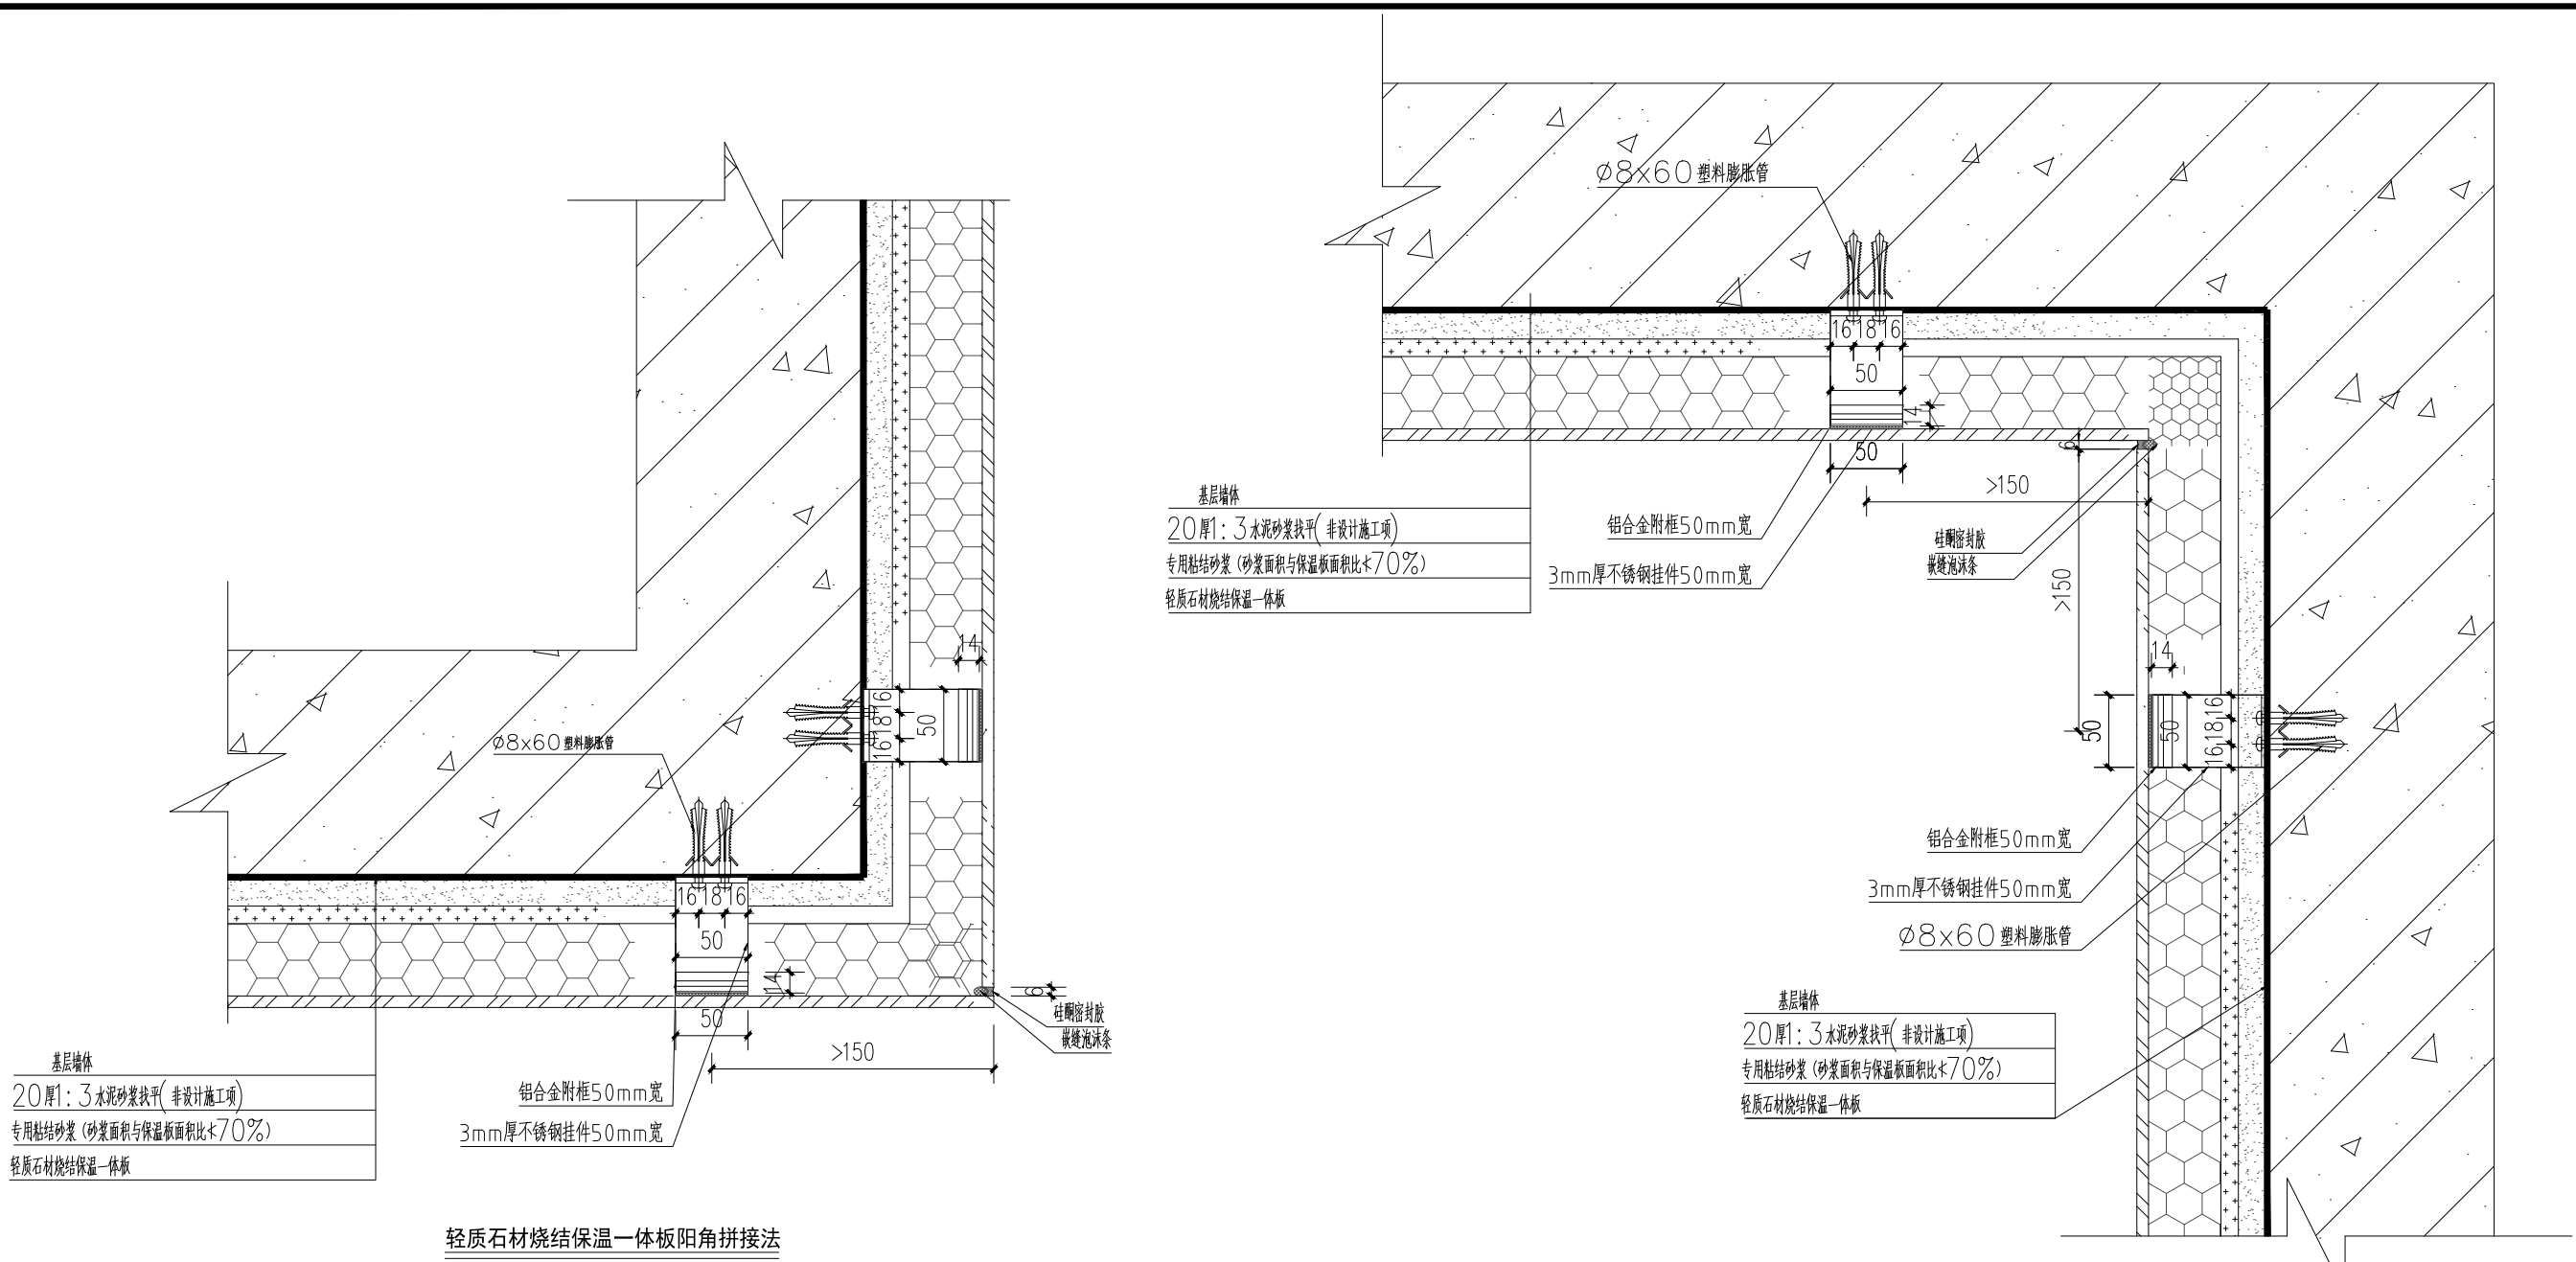 Ø8x60 塑料膨胀管
14
16
18
16
50
16 18 16
50
14
50
>150
6
硅酮密封胶
嵌缝泡沫条
基层墙体
20厚1:3水泥砂浆找平(非设计施工项)
专用粘结砂浆(砂浆面积与保温板面积比≮70%)
轻质石材烧结保温一体板
铝合金附框50mm宽
3mm厚不锈钢挂件50mm宽
轻质石材烧结保温一体板阳角拼接法
Ø8x60 塑料膨胀管
16 18 16
50
14
50
6
>150
基层墙体
20厚1:3水泥砂浆找平(非设计施工项)
专用粘结砂浆(砂浆面积与保温板面积比≮70%)
轻质石材烧结保温一体板
铝合金附框50mm宽
3mm厚不锈钢挂件50mm宽
硅酮密封胶
嵌缝泡沫条
>150
14
50
50
16
18
16
铝合金附框50mm宽
3mm厚不锈钢挂件50mm宽
Ø8x60 塑料膨胀管
基层墙体
20厚1:3水泥砂浆找平(非设计施工项)
专用粘结砂浆(砂浆面积与保温板面积比≮70%)
轻质石材烧结保温一体板